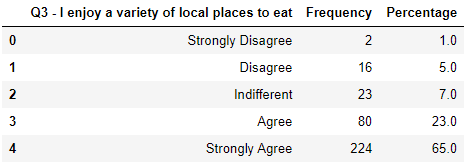 Q3 - I enjoy a variety of local places to eat Frequency Percentage
0 Strongly Disagree 2 1.0
1 Disagree 16 5.0
2 Indifferent 23 7.0
3 Agree 80 23.0
4 Strongly Agree 224 65.0